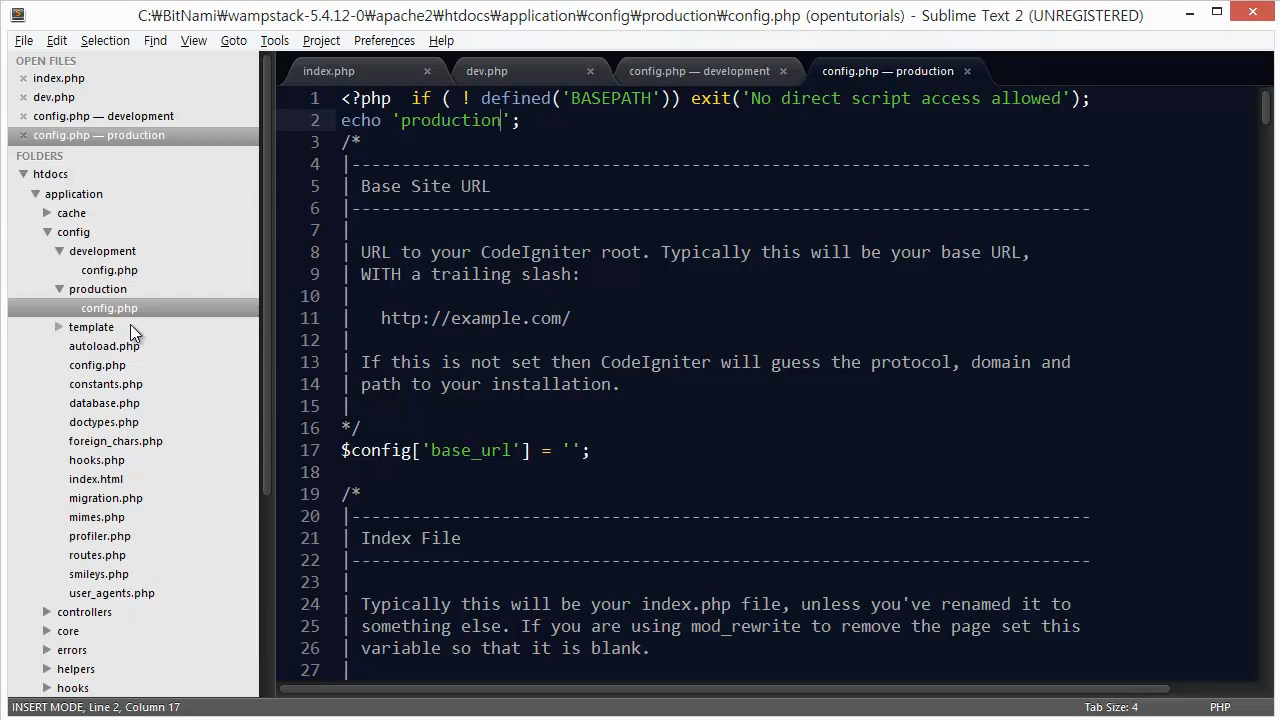 C:₩BitNami₩wampstack-5.4.12-0₩apache2₩htdocs₩application₩config₩production₩config.php (opentutorials) - Sublime Text 2 (UNREGISTERED)
File Edit Selection Find View Goto Tools Project Preferences Help
OPEN FILES
index.php
dev.php
config.php — development
config.php — production
FOLDERS
htdocs
application
cache
config
development
config.php
production
config.php
template
autoload.php
config.php
constants.php
database.php
doctypes.php
foreign_chars.php
hooks.php
index.html
migration.php
mimes.php
profiler.php
routes.php
smileys.php
user_agents.php
controllers
core
errors
helpers
hooks
index.php dev.php config.php — development config.php — production
1 <?php  if ( ! defined('BASEPATH')) exit('No direct script access allowed');
2 echo 'production';
3 /*
4 |--------------------------------------------------------------------------
5 | Base Site URL
6 |--------------------------------------------------------------------------
7 |
8 | URL to your CodeIgniter root. Typically this will be your base URL,
9 | WITH a trailing slash:
10 |
11 |   http://example.com/
12 |
13 | If this is not set then CodeIgniter will guess the protocol, domain and
14 | path to your installation.
15 |
16 */
17 $config['base_url'] = '';
18
19 /*
20 |--------------------------------------------------------------------------
21 | Index File
22 |--------------------------------------------------------------------------
23 |
24 | Typically this will be your index.php file, unless you've renamed it to
25 | something else. If you are using mod_rewrite to remove the page set this
26 | variable so that it is blank.
27 |
INSERT MODE, Line 2, Column 17 Tab Size: 4 PHP